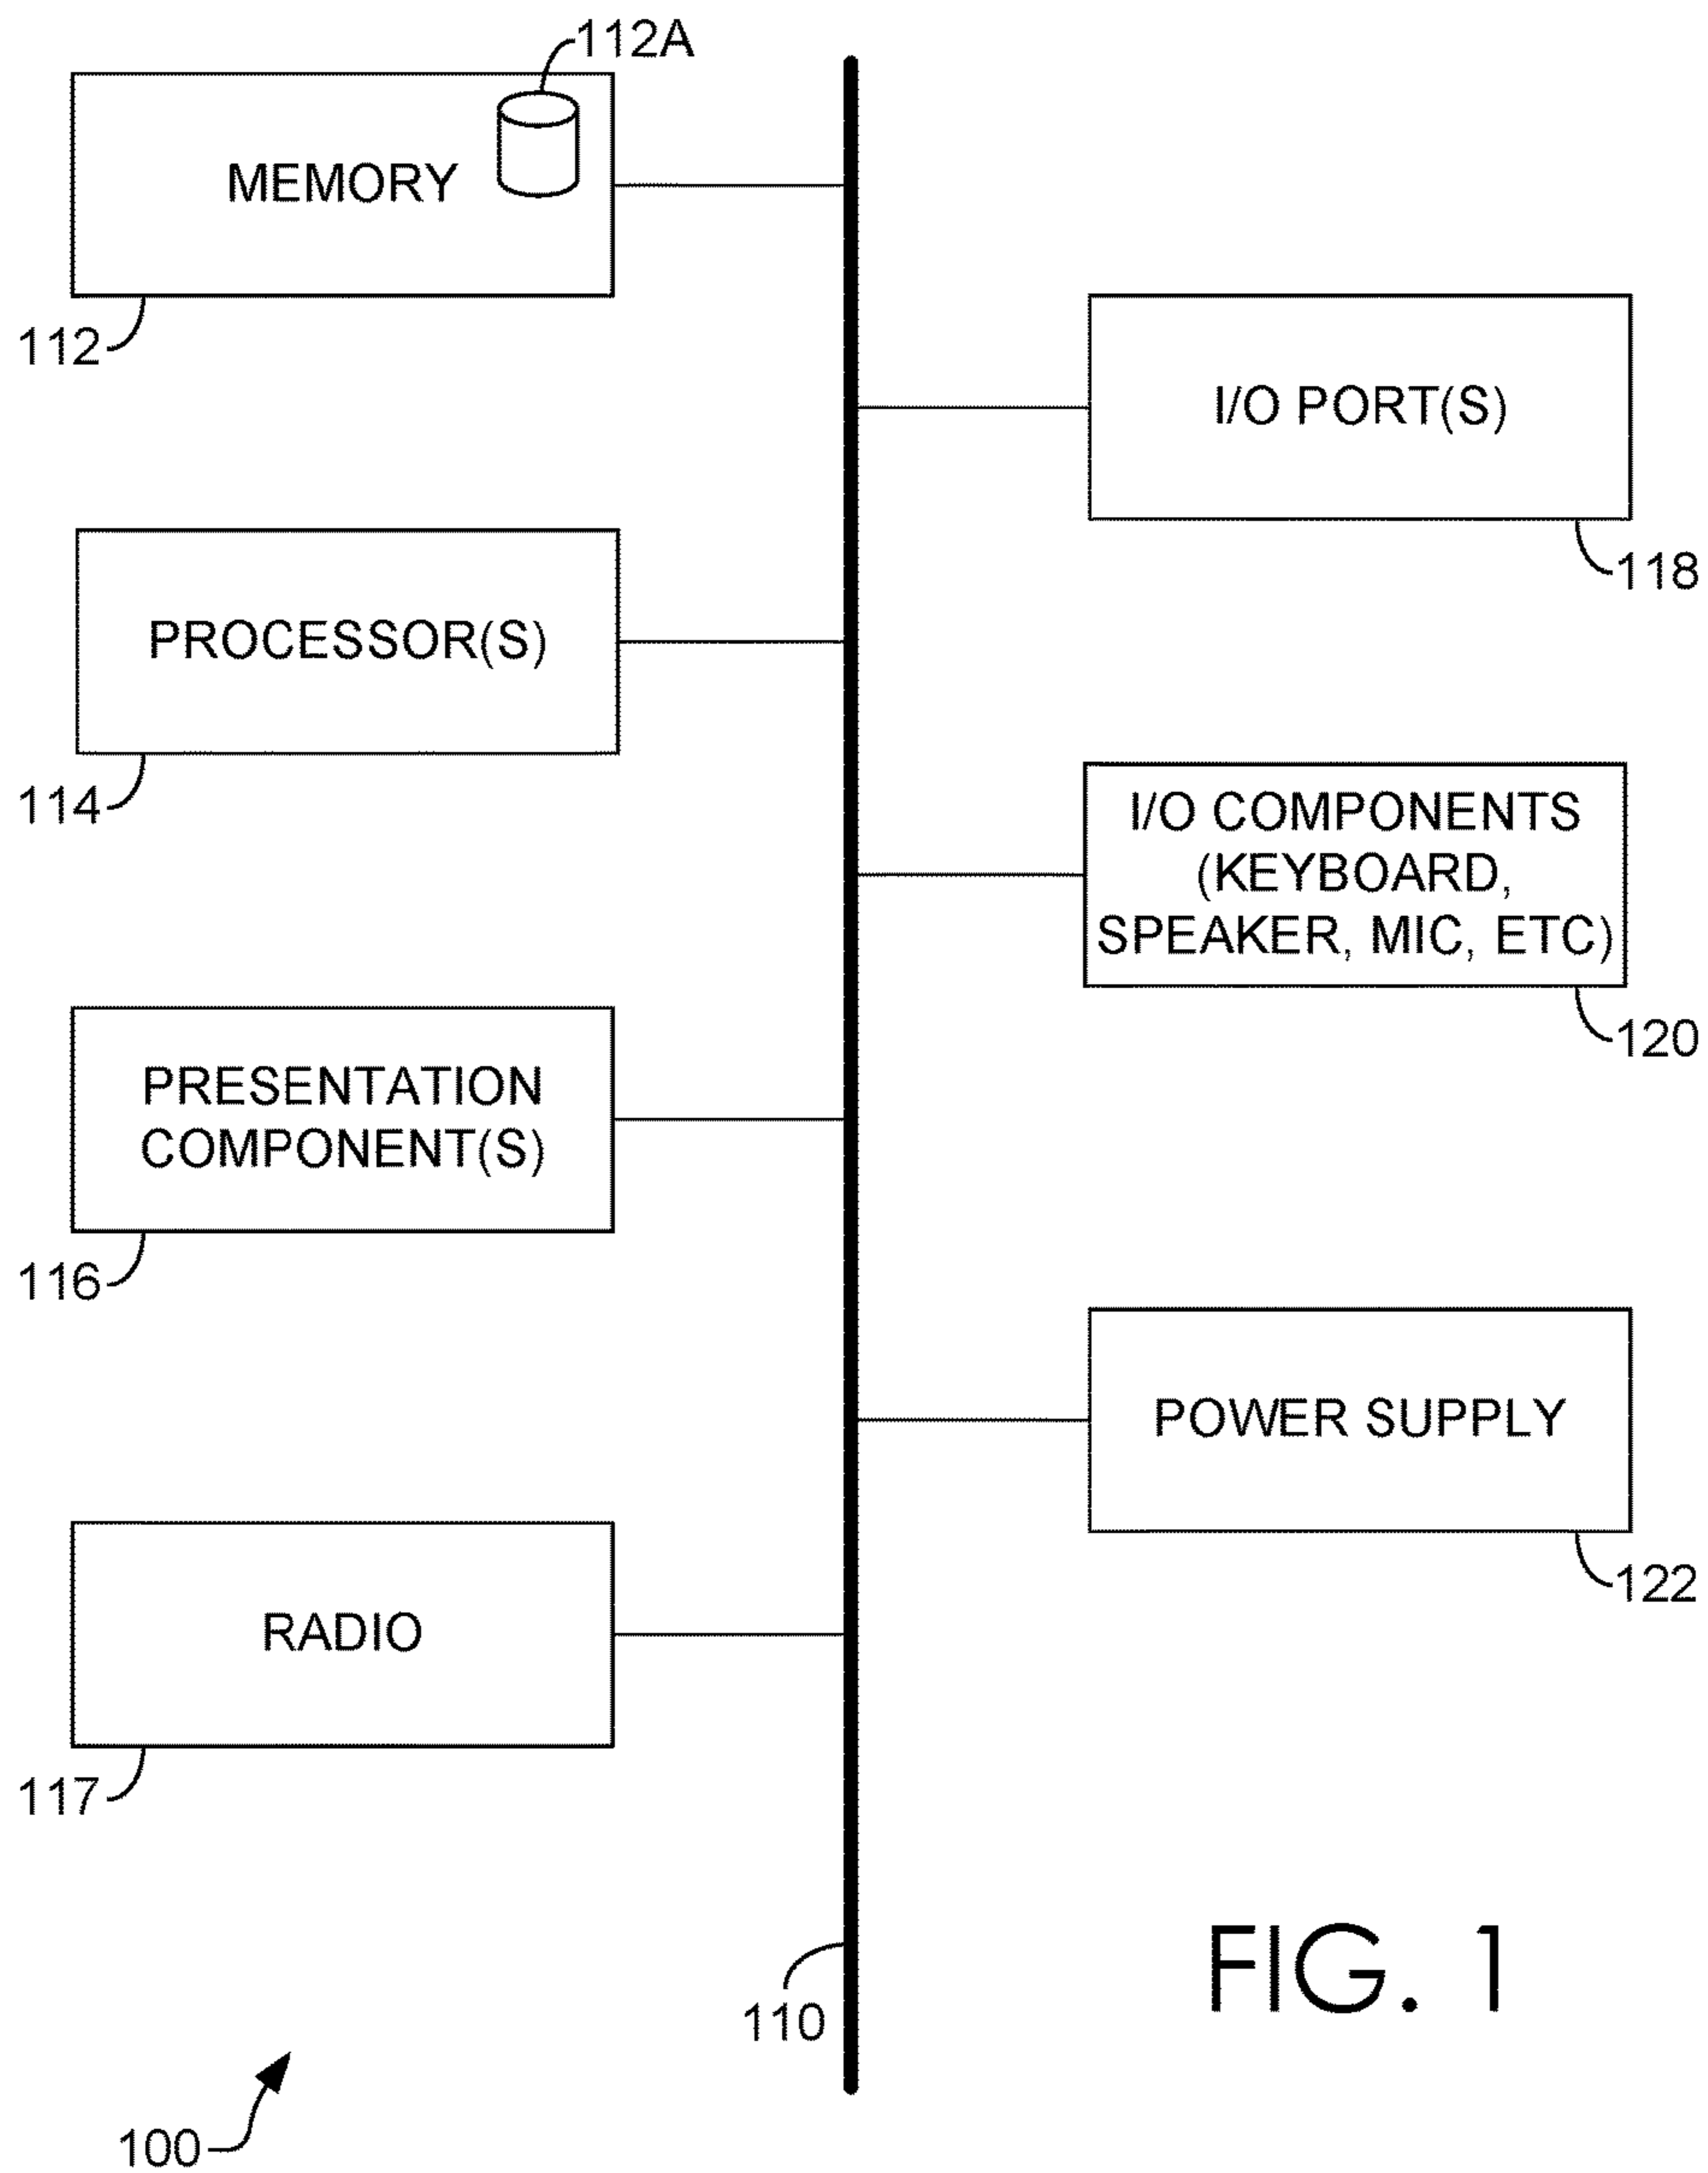 112A
MEMORY
112
I/O PORT(S)
118
PROCESSOR(S)
114
I/O COMPONENTS
(KEYBOARD,
SPEAKER, MIC, ETC)
120
PRESENTATION
COMPONENT(S)
116
POWER SUPPLY
122
RADIO
117
110
FIG. 1
100